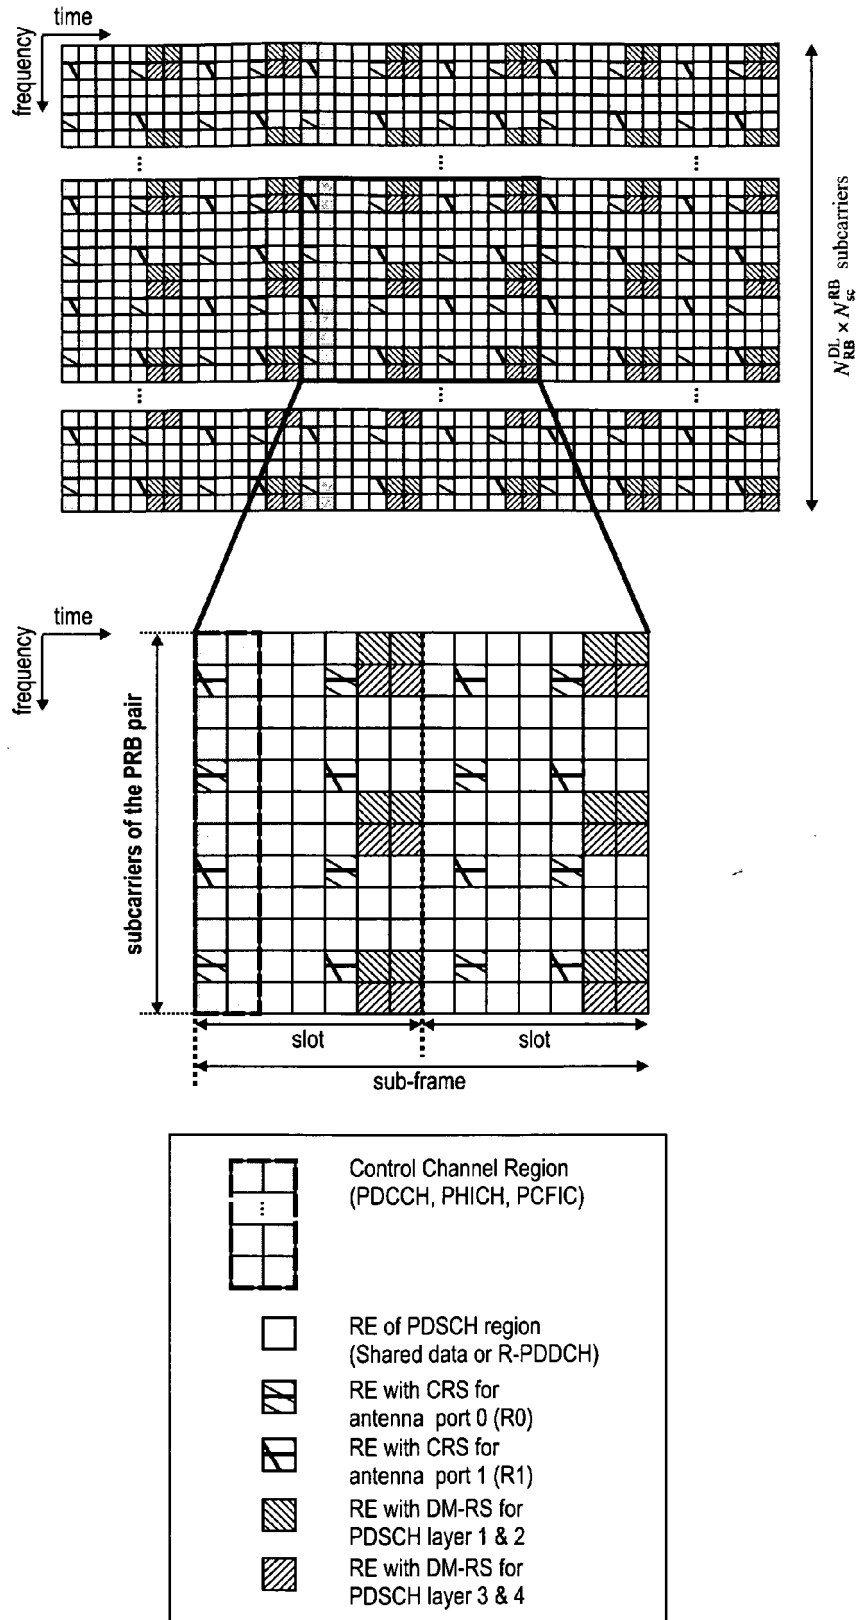 time
frequency
...
...
...
...
...
...
N_RB^DL × N_sc^RB subcarriers
time
frequency
subcarriers of the PRB pair
slot
slot
sub-frame
...
Control Channel Region
(PDCCH, PHICH, PCFIC)
RE of PDSCH region
(Shared data or R-PDDCH)
RE with CRS for
antenna port 0 (R0)
RE with CRS for
antenna port 1 (R1)
RE with DM-RS for
PDSCH layer 1 & 2
RE with DM-RS for
PDSCH layer 3 & 4